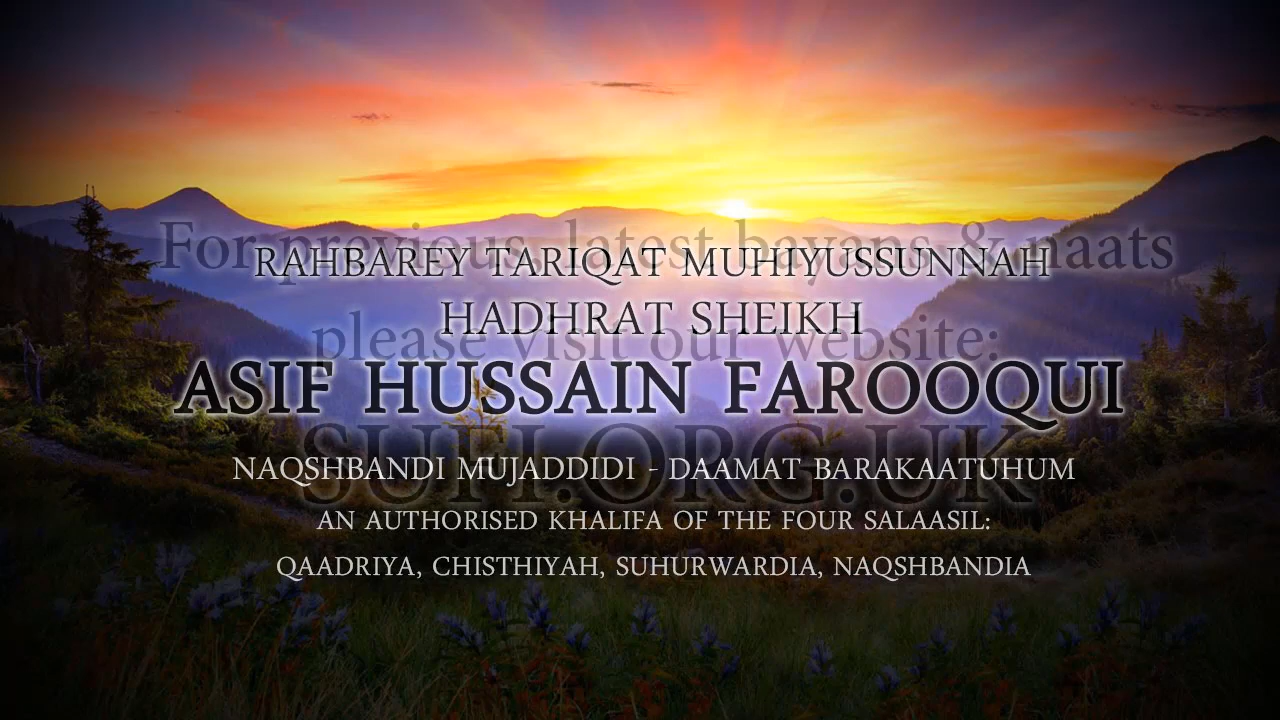 For previous, latest bayans & naats
RAHBAREY TARIQAT MUHIYUSSUNNAH
HADHRAT SHEIKH
please visit our website:
ASIF HUSSAIN FAROOQUI
SUFI.ORG.UK
NAQSHBANDI MUJADDIDI - DAAMAT BARAKAATUHUM
AN AUTHORISED KHALIFA OF THE FOUR SALAASIL:
QAADRIYA, CHISTHIYAH, SUHURWARDIA, NAQSHBANDIA